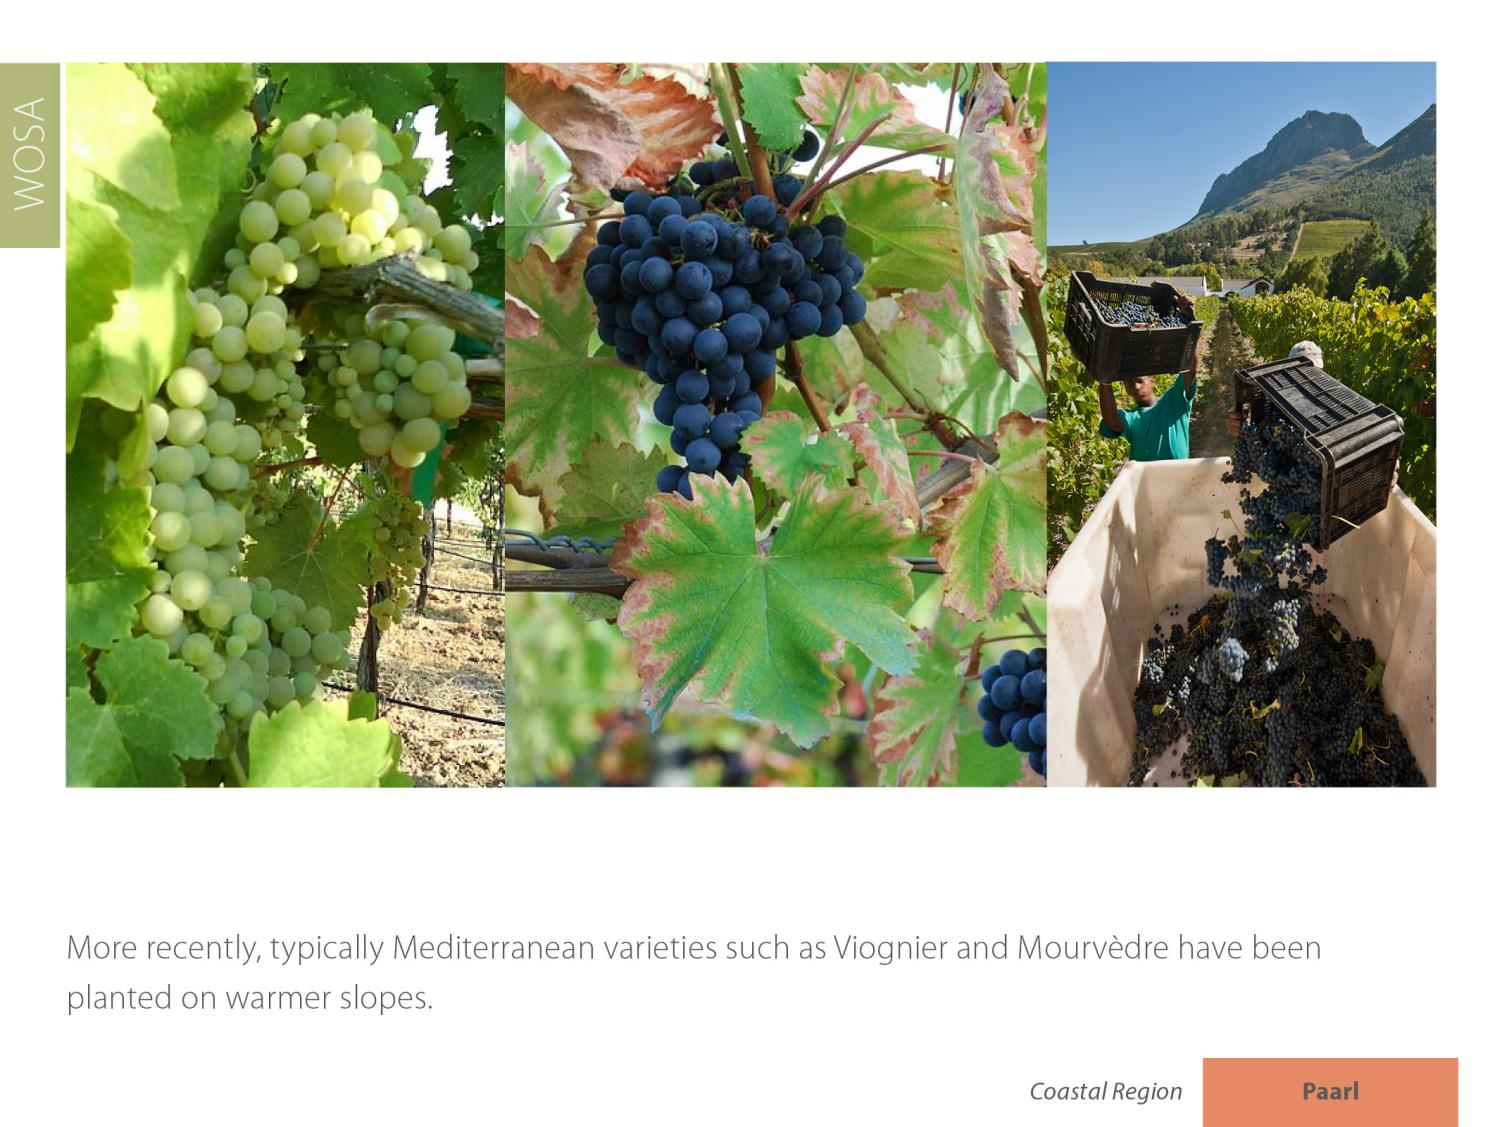 WOSA
More recently, typically Mediterranean varieties such as Viognier and Mourvèdre have been
planted on warmer slopes.
Coastal Region
Paarl